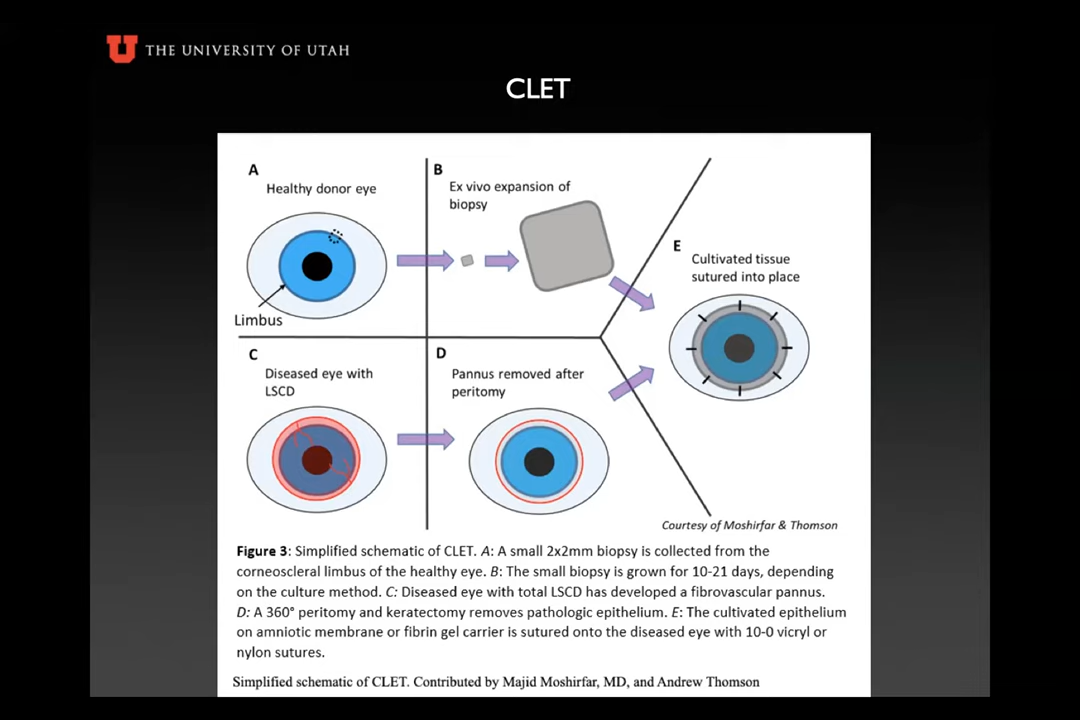 THE UNIVERSITY OF UTAH
CLET
A
Healthy donor eye
Limbus
B
Ex vivo expansion of
biopsy
C
Diseased eye with
LSCD
D
Pannus removed after
peritomy
E
Cultivated tissue
sutured into place
Courtesy of Moshirfar & Thomson
Figure 3: Simplified schematic of CLET. A: A small 2x2mm biopsy is collected from the
corneoscleral limbus of the healthy eye. B: The small biopsy is grown for 10-21 days, depending
on the culture method. C: Diseased eye with total LSCD has developed a fibrovascular pannus.
D: A 360° peritomy and keratectomy removes pathologic epithelium. E: The cultivated epithelium
on amniotic membrane or fibrin gel carrier is sutured onto the diseased eye with 10-0 vicryl or
nylon sutures.
Simplified schematic of CLET. Contributed by Majid Moshirfar, MD, and Andrew Thomson